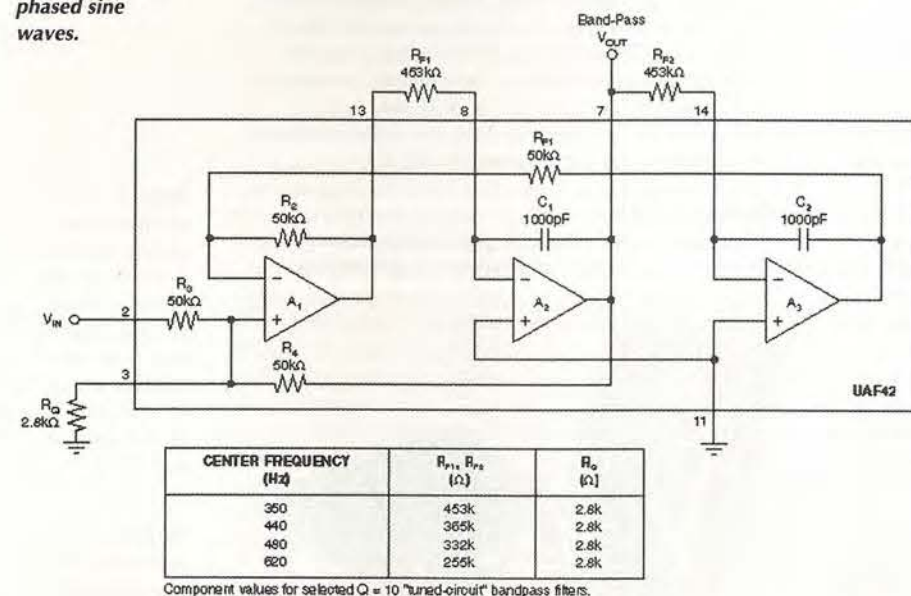 phased sine
waves.
Band-Pass
V_OUT
R_F1
453kΩ
R_F2
453kΩ
13
8
7
14
R_F1
50kΩ
R_2
50kΩ
C_1
1000pF
C_2
1000pF
R_3
50kΩ
A_1
A_2
A_3
V_IN
2
R_4
50kΩ
3
R_Q
2.8kΩ
UAF42
11
CENTER FREQUENCY R_F1, R_F2 R_Q
(Hz) (Ω) (Ω)
350 453k 2.8k
440 365k 2.8k
480 332k 2.8k
620 255k 2.8k
Component values for selected Q = 10 "tuned-circuit" bandpass filters.